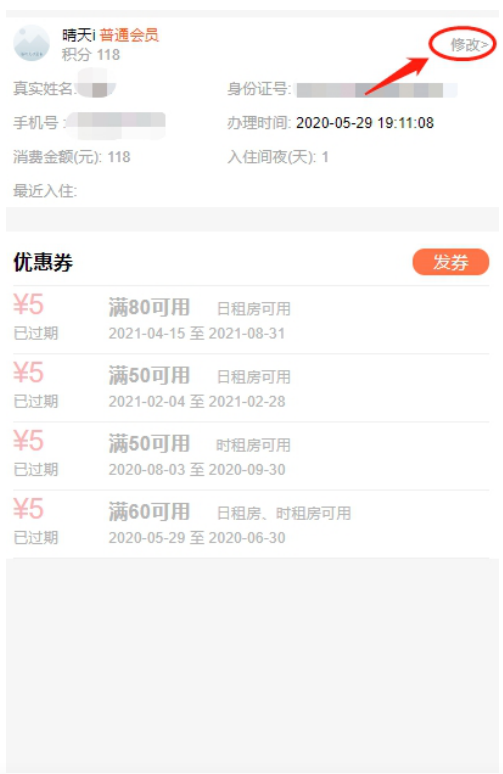 晴天i 普通会员
积分 118
修改>
真实姓名:
身份证号:
手机号 :
办理时间: 2020-05-29 19:11:08
消费金额(元): 118
入住间夜(天): 1
最近入住:
优惠券
发券
¥5
满80可用 日租房可用
已过期
2021-04-15 至 2021-08-31
¥5
满50可用 日租房可用
已过期
2021-02-04 至 2021-02-28
¥5
满50可用 时租房可用
已过期
2020-08-03 至 2020-09-30
¥5
满60可用 日租房、时租房可用
已过期
2020-05-29 至 2020-06-30